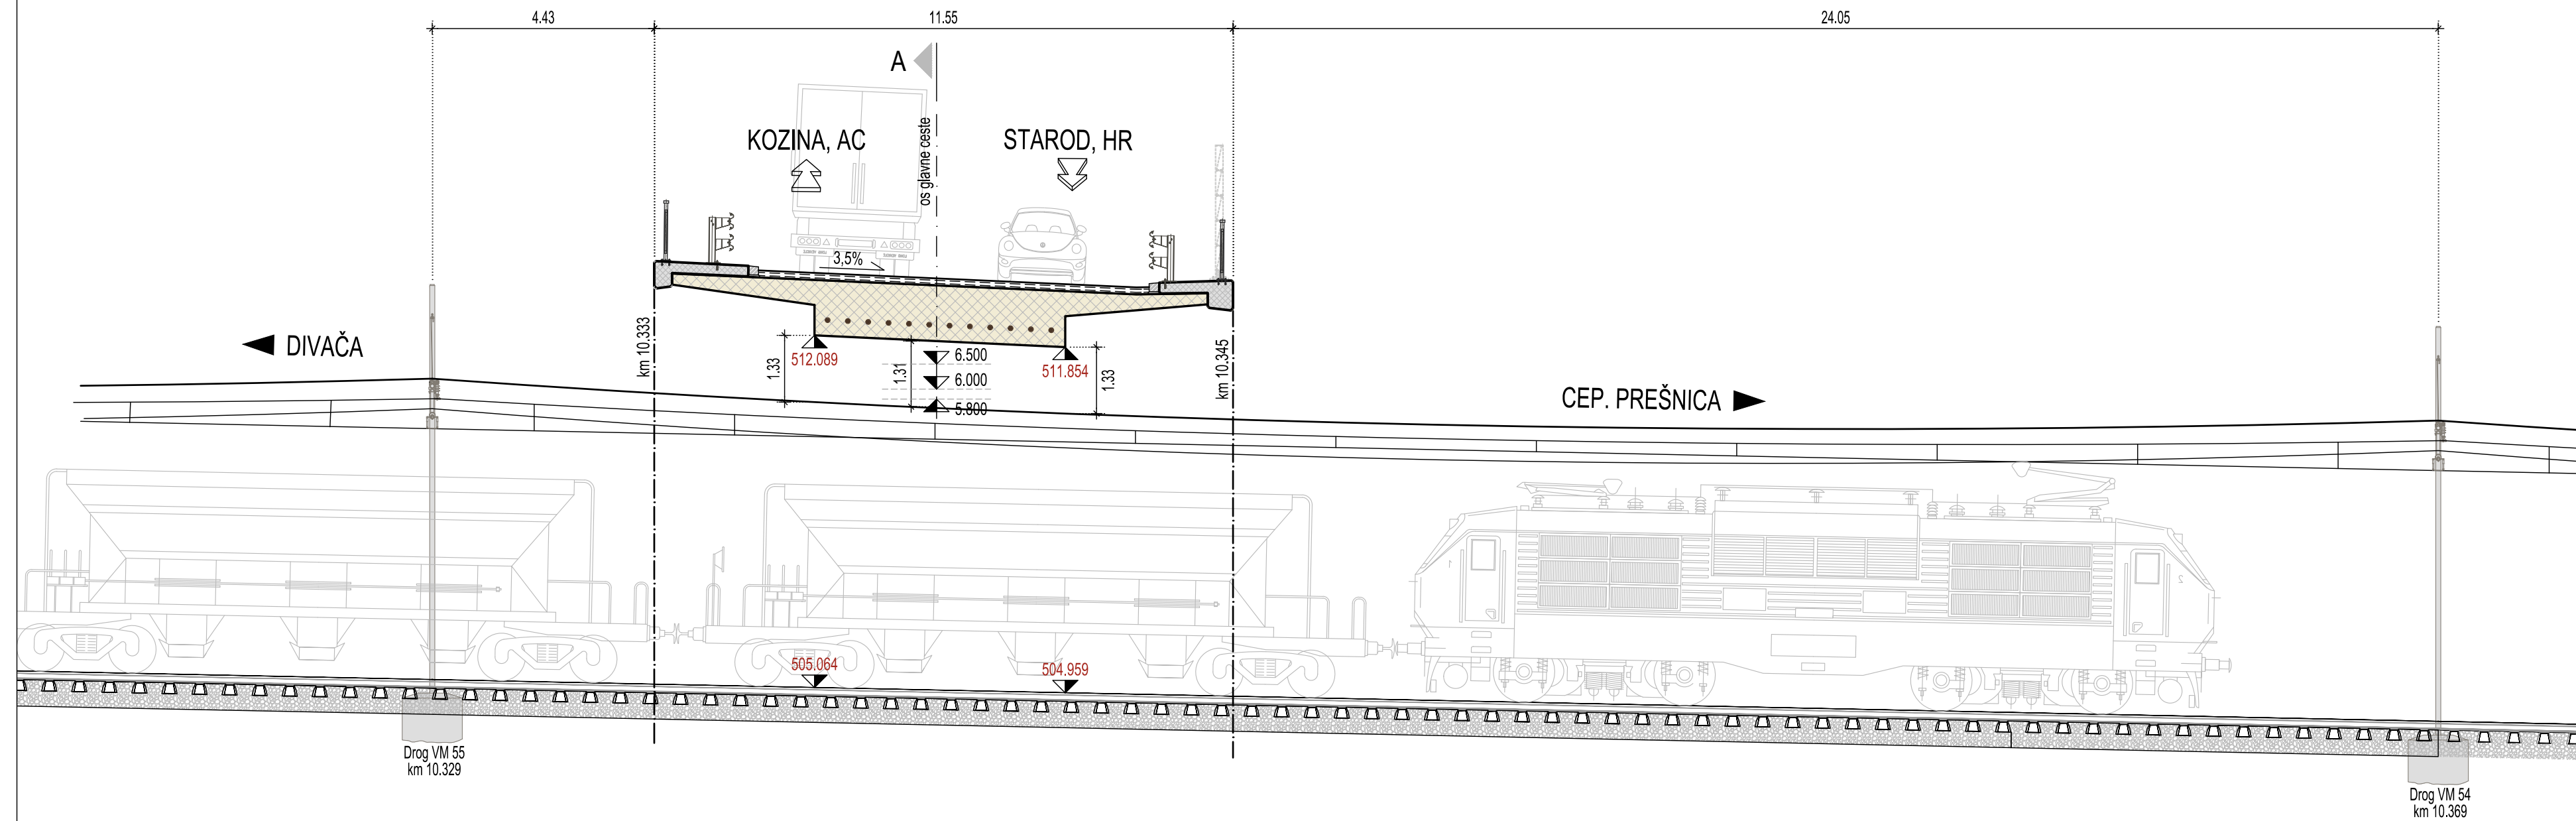 4.43
11.55
24.05
A
os glavne ceste
KOZINA, AC
STAROD, HR
3,5%
km 10.333
km 10.345
DIVAČA
512.089
6.500
511.854
1.33
1.31
6.000
1.33
5.800
CEP. PREŠNICA
1
2
505.064
504.959
Drog VM 55
km 10.329
Drog VM 54
km 10.369